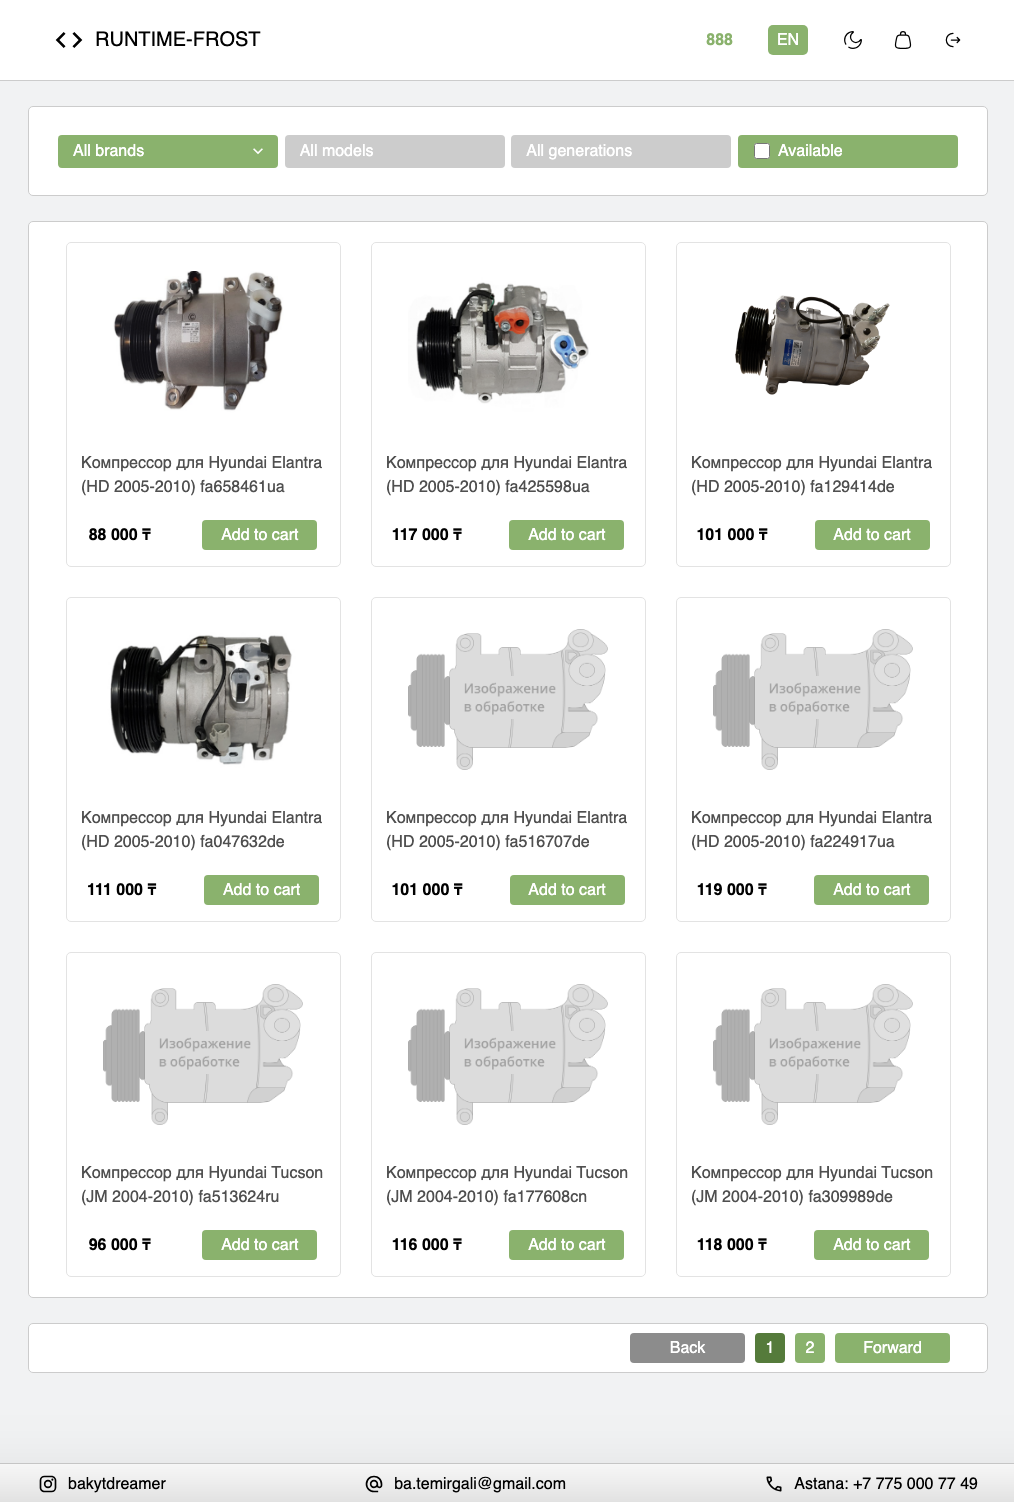 RUNTIME-FROST
888
EN
All brands
All models
All generations
Available
Компрессор для Hyundai Elantra
(HD 2005-2010) fa658461ua
88 000 ₸
Add to cart
Компрессор для Hyundai Elantra
(HD 2005-2010) fa425598ua
117 000 ₸
Add to cart
Компрессор для Hyundai Elantra
(HD 2005-2010) fa129414de
101 000 ₸
Add to cart
Компрессор для Hyundai Elantra
(HD 2005-2010) fa047632de
111 000 ₸
Add to cart
Изображение
в обработке
Компрессор для Hyundai Elantra
(HD 2005-2010) fa516707de
101 000 ₸
Add to cart
Изображение
в обработке
Компрессор для Hyundai Elantra
(HD 2005-2010) fa224917ua
119 000 ₸
Add to cart
Изображение
в обработке
Компрессор для Hyundai Tucson
(JM 2004-2010) fa513624ru
96 000 ₸
Add to cart
Изображение
в обработке
Компрессор для Hyundai Tucson
(JM 2004-2010) fa177608cn
116 000 ₸
Add to cart
Изображение
в обработке
Компрессор для Hyundai Tucson
(JM 2004-2010) fa309989de
118 000 ₸
Add to cart
Back
1
2
Forward
bakytdreamer
ba.temirgali@gmail.com
Astana: +7 775 000 77 49